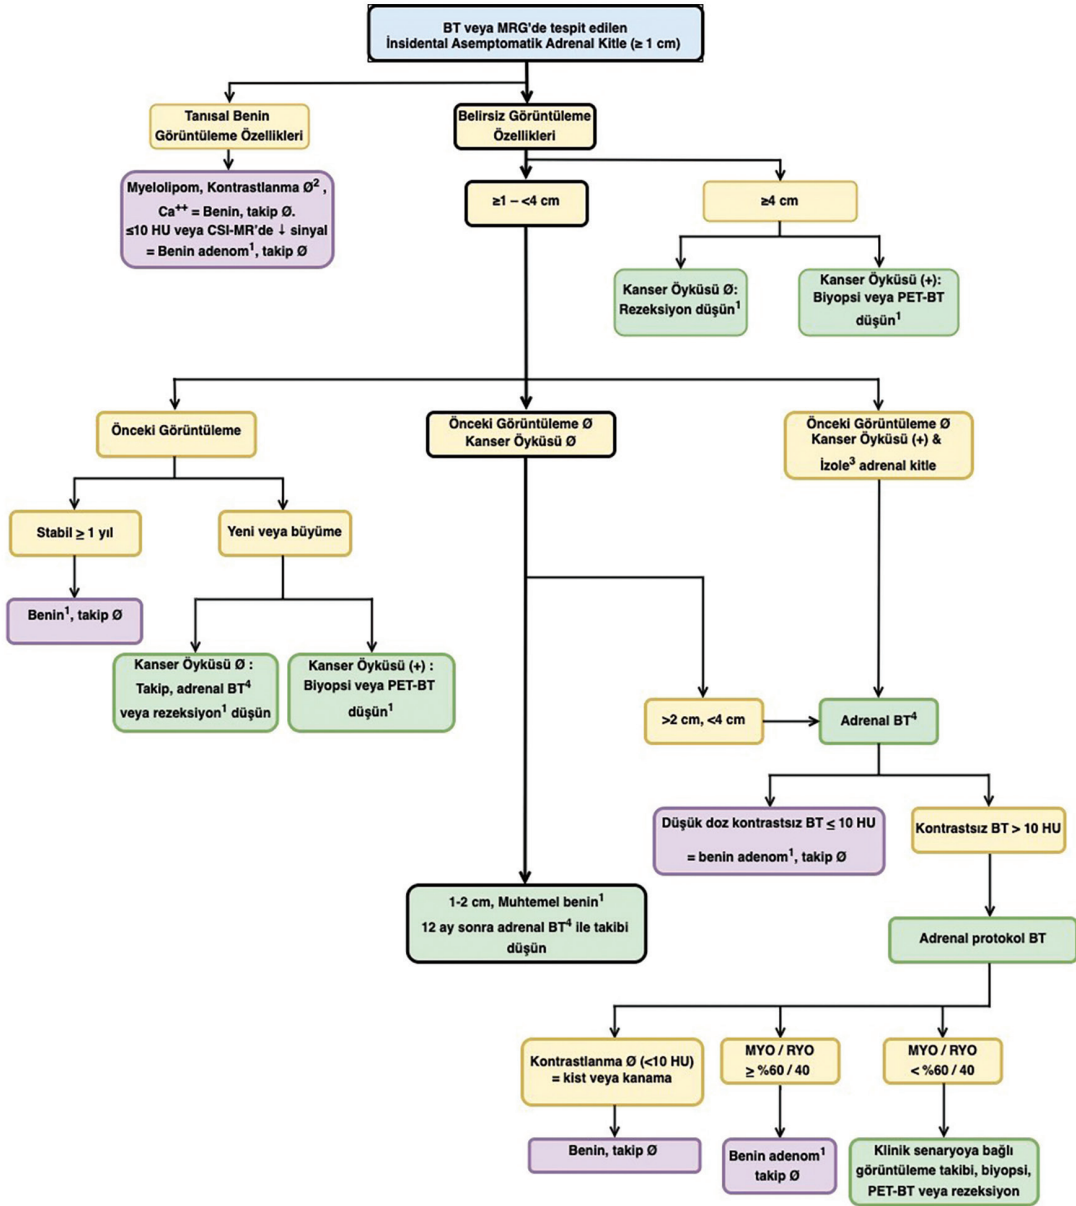 BT veya MRG'de tespit edilen
İnsidental Asemptomatik Adrenal Kitle (≥ 1 cm)
Tanısal Benin
Görüntüleme Özellikleri
Belirsiz Görüntüleme
Özellikleri
Myelolipom, Kontrastlanma Ø², 
Ca⁺⁺ = Benin, takip Ø.
≤10 HU veya CSI-MR'de ↓ sinyal
= Benin adenom¹, takip Ø
≥1 – <4 cm
≥4 cm
Kanser Öyküsü Ø:
Rezeksiyon düşün¹
Kanser Öyküsü (+):
Biyopsi veya PET-BT
düşün¹
Önceki Görüntüleme
Önceki Görüntüleme Ø
Kanser Öyküsü Ø
Önceki Görüntüleme Ø
Kanser Öyküsü (+) &
İzole³ adrenal kitle
Stabil ≥ 1 yıl
Yeni veya büyüme
Benin¹, takip Ø
Kanser Öyküsü Ø :
Takip, adrenal BT⁴
veya rezeksiyon¹ düşün
Kanser Öyküsü (+) :
Biyopsi veya PET-BT
düşün¹
>2 cm, <4 cm
Adrenal BT⁴
Düşük doz kontrastsız BT ≤ 10 HU
= benin adenom¹, takip Ø
Kontrastsız BT > 10 HU
1-2 cm, Muhtemel benin¹
12 ay sonra adrenal BT⁴ ile takibi
düşün
Adrenal protokol BT
Kontrastlanma Ø (<10 HU)
= kist veya kanama
MYO / RYO
≥ %60 / 40
MYO / RYO
< %60 / 40
Benin, takip Ø
Benin adenom¹
takip Ø
Klinik senaryoya bağlı
görüntüleme takibi, biyopsi,
PET-BT veya rezeksiyon